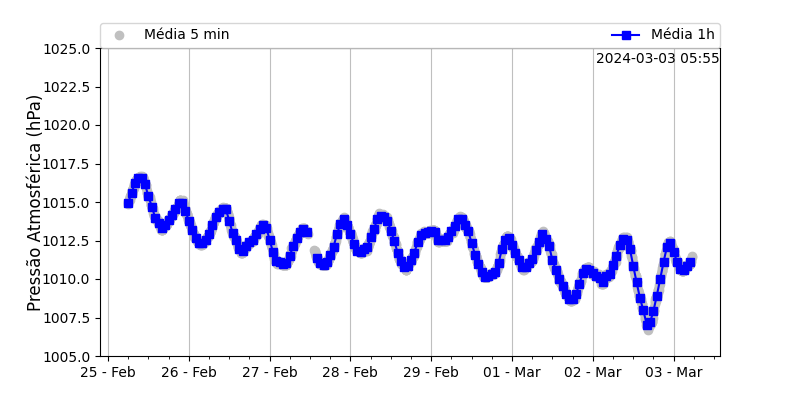 Média 5 min
Média 1h
2024-03-03 05:55
Pressão Atmosférica (hPa)
1025.0
1022.5
1020.0
1017.5
1015.0
1012.5
1010.0
1007.5
1005.0
25 - Feb
26 - Feb
27 - Feb
28 - Feb
29 - Feb
01 - Mar
02 - Mar
03 - Mar